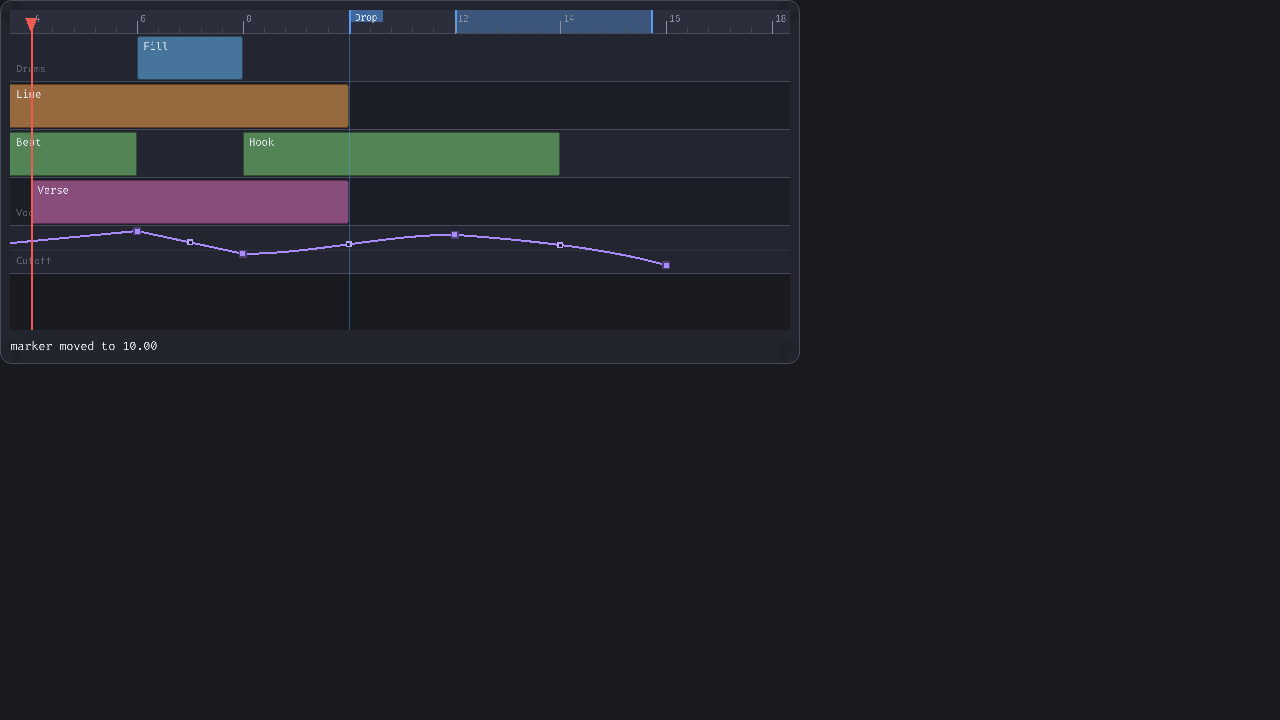 4 6 8 Drop 12 14 16 18
Fill
Drums
Line
Beat Hook
Verse
Cutoff
marker moved to 10.00